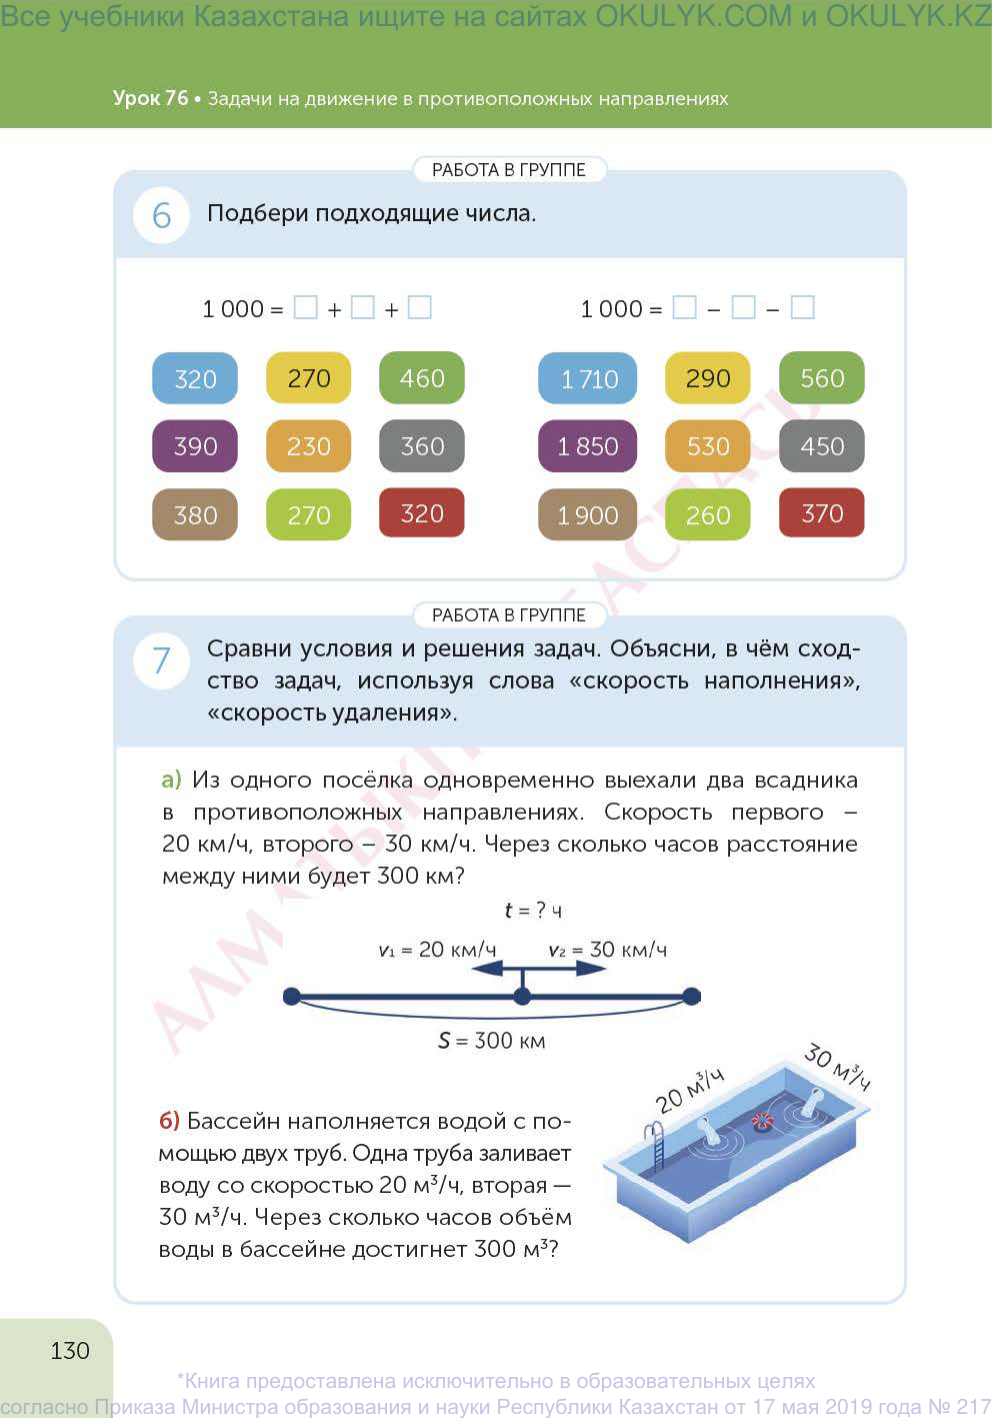 Все учебники Казахстана ищите на сайтах OKULYK.COM и OKULYK.KZ
Урок 76 • Задачи на движение в противоположных направлениях
РАБОТА В ГРУППЕ
6 Подбери подходящие числа.
1 000 = □ + □ + □
1 000 = □ – □ – □
320 270 460
390 230 360
380 270 320
1 710 290 560
1 850 530 450
1 900 260 370
РАБОТА В ГРУППЕ
7 Сравни условия и решения задач. Объясни, в чём сход-
ство задач, используя слова «скорость наполнения»,
«скорость удаления».
а) Из одного посёлка одновременно выехали два всадника
в противоположных направлениях. Скорость первого –
20 км/ч, второго – 30 км/ч. Через сколько часов расстояние
между ними будет 300 км?
t = ? ч
v₁ = 20 км/ч v₂ = 30 км/ч
S = 300 км
20 м³/ч
30 м³/ч
б) Бассейн наполняется водой с по-
мощью двух труб. Одна труба заливает
воду со скоростью 20 м³/ч, вторая —
30 м³/ч. Через сколько часов объём
воды в бассейне достигнет 300 м³?
130
*Книга предоставлена исключительно в образовательных целях
согласно Приказа Министра образования и науки Республики Казахстан от 17 мая 2019 года № 217